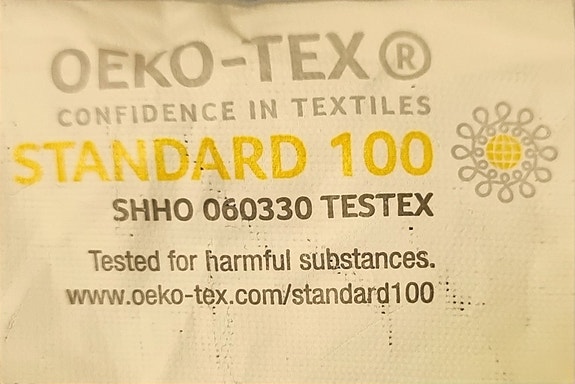 OEKO-TEX®
CONFIDENCE IN TEXTILES
STANDARD 100
SHHO 060330 TESTEX
Tested for harmful substances.
www.oeko-tex.com/standard100